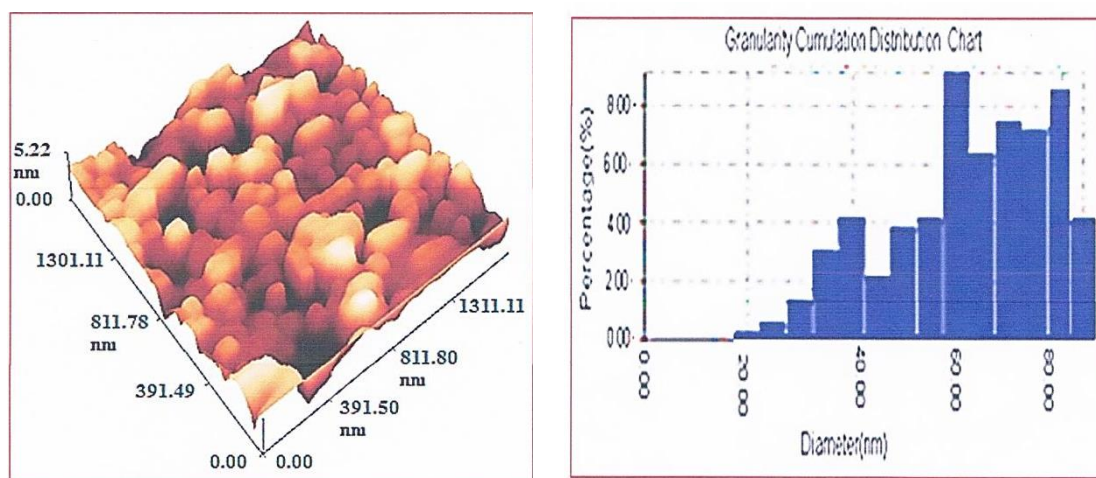 5.22
nm
0.00
1301.11
811.78
nm
391.49
0.00
0.00
391.50
nm
811.80
nm
1311.11
Granularity Cumulation Distribution Chart
Percentage(%)
8.00
6.00
4.00
2.00
0.00
0.00
20.00
40.00
60.00
80.00
Diameter(nm)